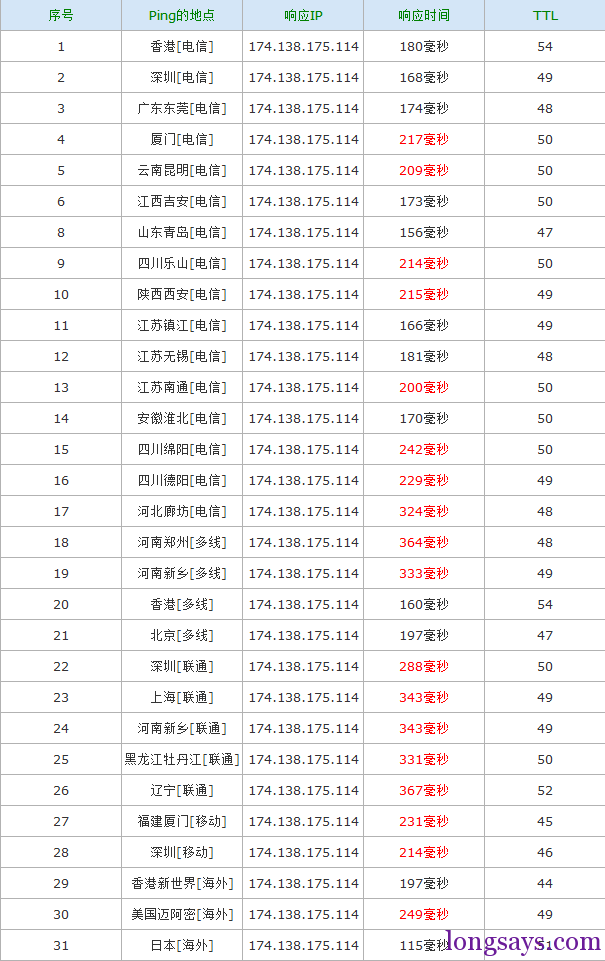 序号 Ping的地点 响应IP 响应时间 TTL
1 香港[电信] 174.138.175.114 180毫秒 54
2 深圳[电信] 174.138.175.114 168毫秒 49
3 广东东莞[电信] 174.138.175.114 174毫秒 48
4 厦门[电信] 174.138.175.114 217毫秒 50
5 云南昆明[电信] 174.138.175.114 209毫秒 50
6 江西吉安[电信] 174.138.175.114 173毫秒 50
8 山东青岛[电信] 174.138.175.114 156毫秒 47
9 四川乐山[电信] 174.138.175.114 214毫秒 50
10 陕西西安[电信] 174.138.175.114 215毫秒 49
11 江苏镇江[电信] 174.138.175.114 166毫秒 49
12 江苏无锡[电信] 174.138.175.114 181毫秒 48
13 江苏南通[电信] 174.138.175.114 200毫秒 50
14 安徽淮北[电信] 174.138.175.114 170毫秒 50
15 四川绵阳[电信] 174.138.175.114 242毫秒 50
16 四川德阳[电信] 174.138.175.114 229毫秒 49
17 河北廊坊[电信] 174.138.175.114 324毫秒 48
18 河南郑州[多线] 174.138.175.114 364毫秒 48
19 河南新乡[多线] 174.138.175.114 333毫秒 49
20 香港[多线] 174.138.175.114 160毫秒 54
21 北京[多线] 174.138.175.114 197毫秒 47
22 深圳[联通] 174.138.175.114 288毫秒 50
23 上海[联通] 174.138.175.114 343毫秒 49
24 河南新乡[联通] 174.138.175.114 343毫秒 49
25 黑龙江牡丹江[联通] 174.138.175.114 331毫秒 50
26 辽宁[联通] 174.138.175.114 367毫秒 52
27 福建厦门[移动] 174.138.175.114 231毫秒 45
28 深圳[移动] 174.138.175.114 214毫秒 46
29 香港新世界[海外] 174.138.175.114 197毫秒 44
30 美国迈阿密[海外] 174.138.175.114 249毫秒 49
31 日本[海外] 174.138.175.114 115毫秒
longsays.com